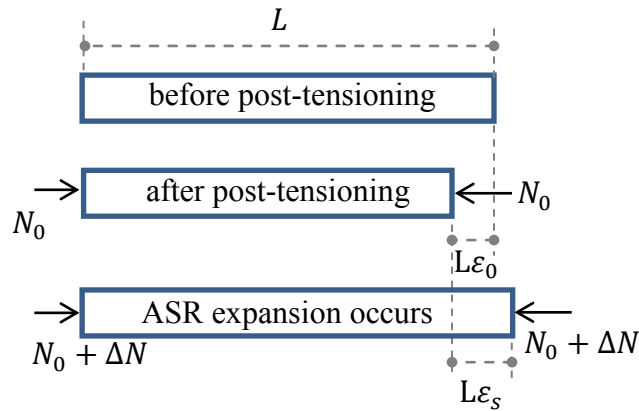 L
before post-tensioning
after post-tensioning
N₀
N₀
Lε₀
ASR expansion occurs
N₀ + ΔN
N₀ + ΔN
Lεₛ